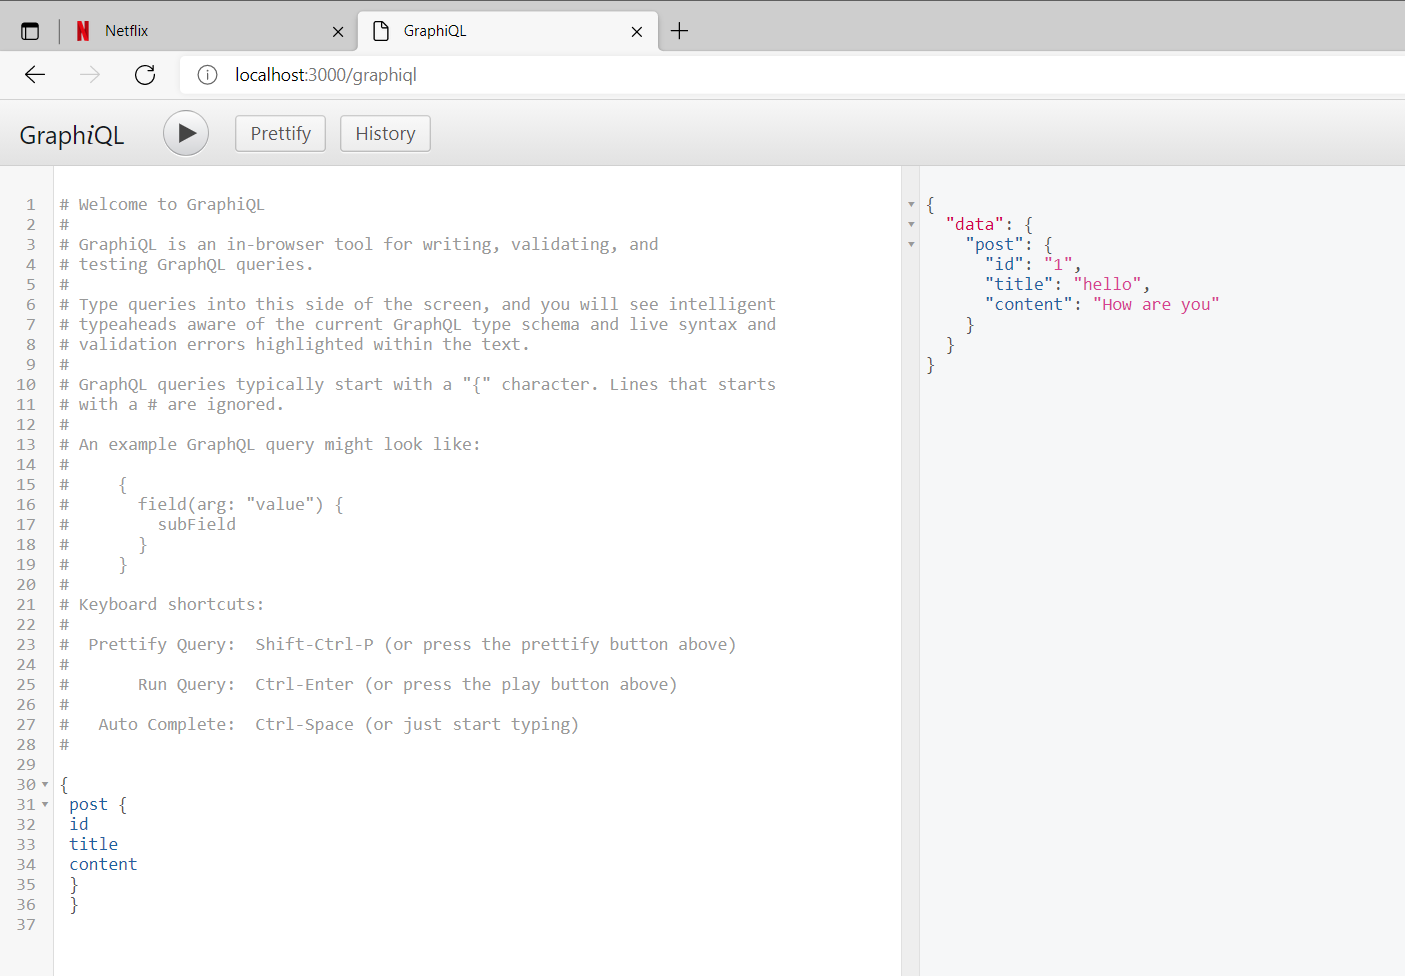 Netflix
GraphiQL
localhost:3000/graphiql
GraphiQL
Prettify
History
1 # Welcome to GraphiQL
2 #
3 # GraphiQL is an in-browser tool for writing, validating, and
4 # testing GraphQL queries.
5 #
6 # Type queries into this side of the screen, and you will see intelligent
7 # typeaheads aware of the current GraphQL type schema and live syntax and
8 # validation errors highlighted within the text.
9 #
10 # GraphQL queries typically start with a "{" character. Lines that starts
11 # with a # are ignored.
12 #
13 # An example GraphQL query might look like:
14 #
15 #     {
16 #       field(arg: "value") {
17 #         subField
18 #       }
19 #     }
20 #
21 # Keyboard shortcuts:
22 #
23 #  Prettify Query:  Shift-Ctrl-P (or press the prettify button above)
24 #
25 #       Run Query:  Ctrl-Enter (or press the play button above)
26 #
27 #   Auto Complete:  Ctrl-Space (or just start typing)
28 #
29
30 {
31  post {
32  id
33  title
34  content
35  }
36  }
37
{
  "data": {
    "post": {
      "id": "1",
      "title": "hello",
      "content": "How are you"
    }
  }
}